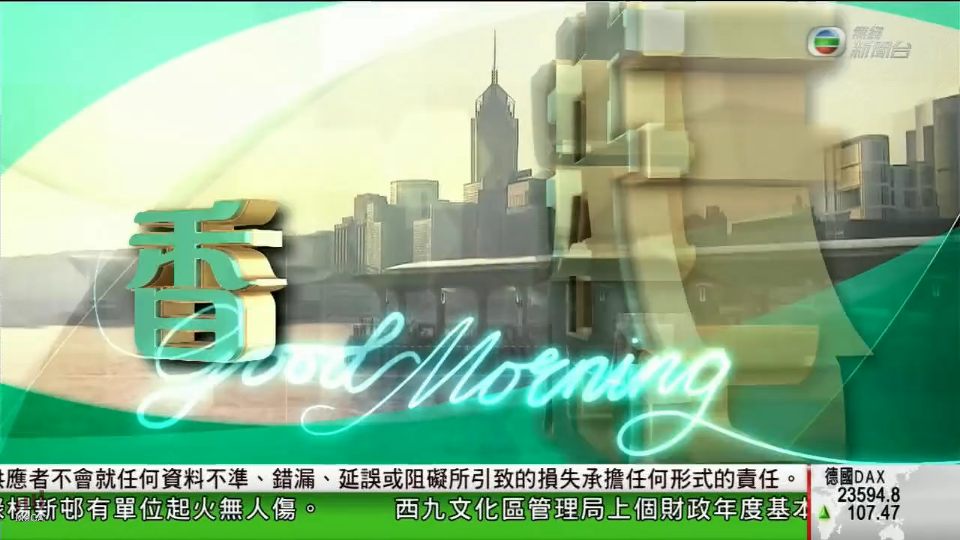 無綫
新聞台
香
Good Morning
應者不會就任何資料不準、錯漏、延誤或阻礙所引致的損失承擔任何形式的責任。
邨有單位起火無人傷。 西九文化區管理局上個財政年度基本
德國DAX
23594.8
▲ 107.47